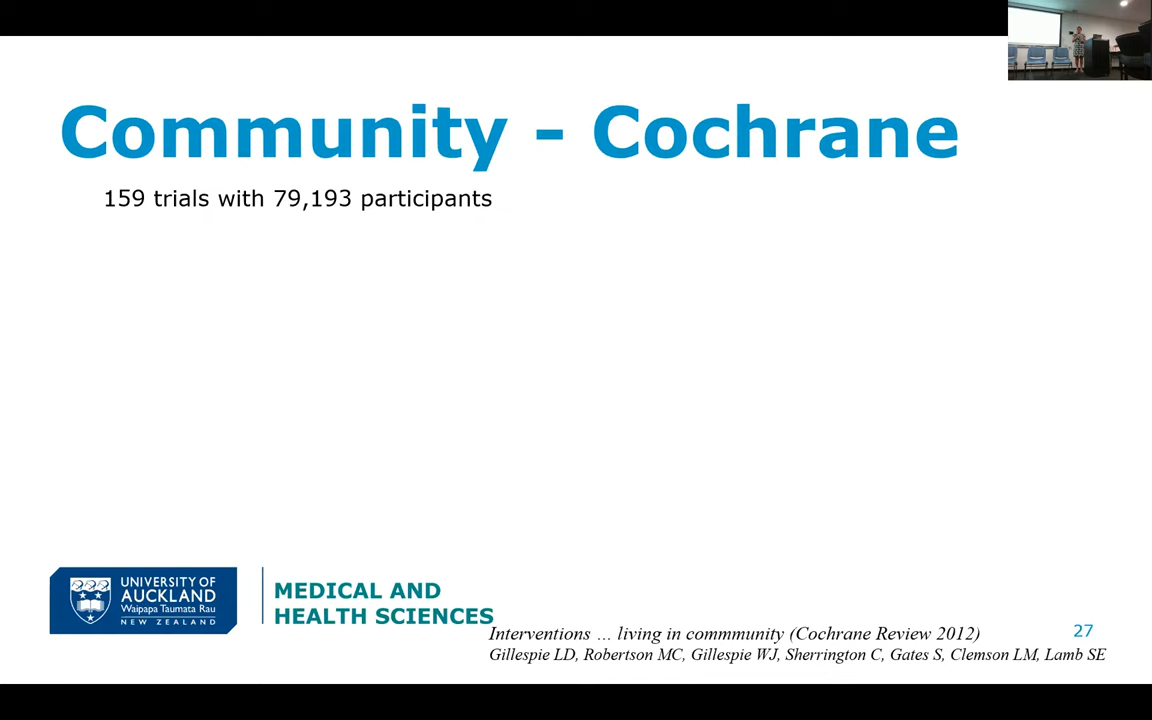 Community - Cochrane
159 trials with 79,193 participants
UNIVERSITY OF
AUCKLAND
Waipapa Taumata Rau
NEW ZEALAND
MEDICAL AND
HEALTH SCIENCES
Interventions … living in commmunity (Cochrane Review 2012)
27
Gillespie LD, Robertson MC, Gillespie WJ, Sherrington C, Gates S, Clemson LM, Lamb SE